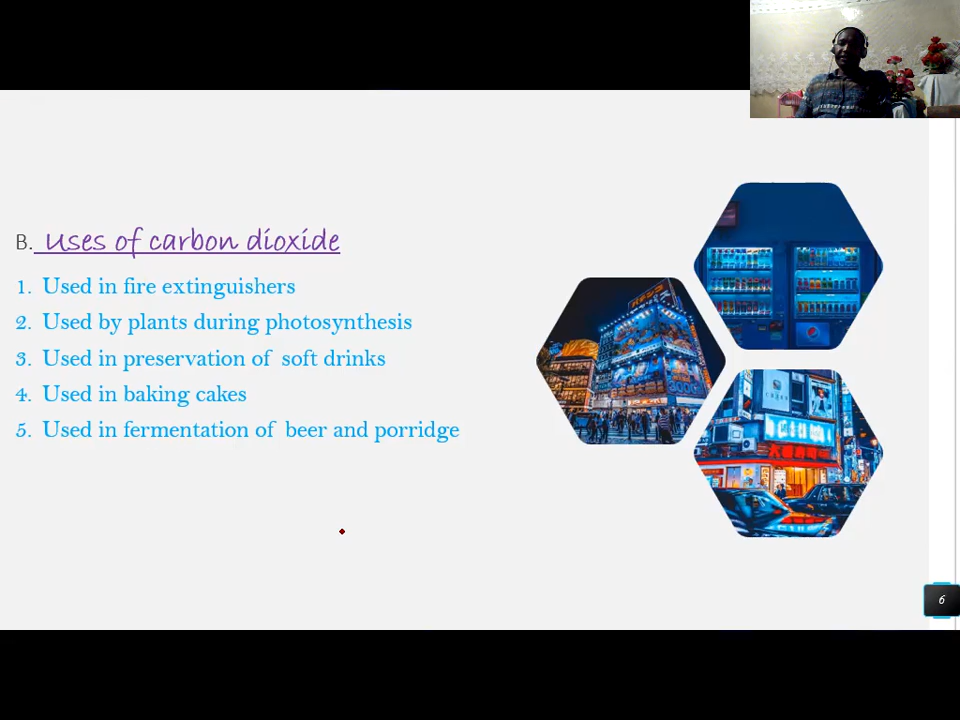 B. Uses of carbon dioxide
1. Used in fire extinguishers
2. Used by plants during photosynthesis
3. Used in preservation of soft drinks
4. Used in baking cakes
5. Used in fermentation of beer and porridge
6